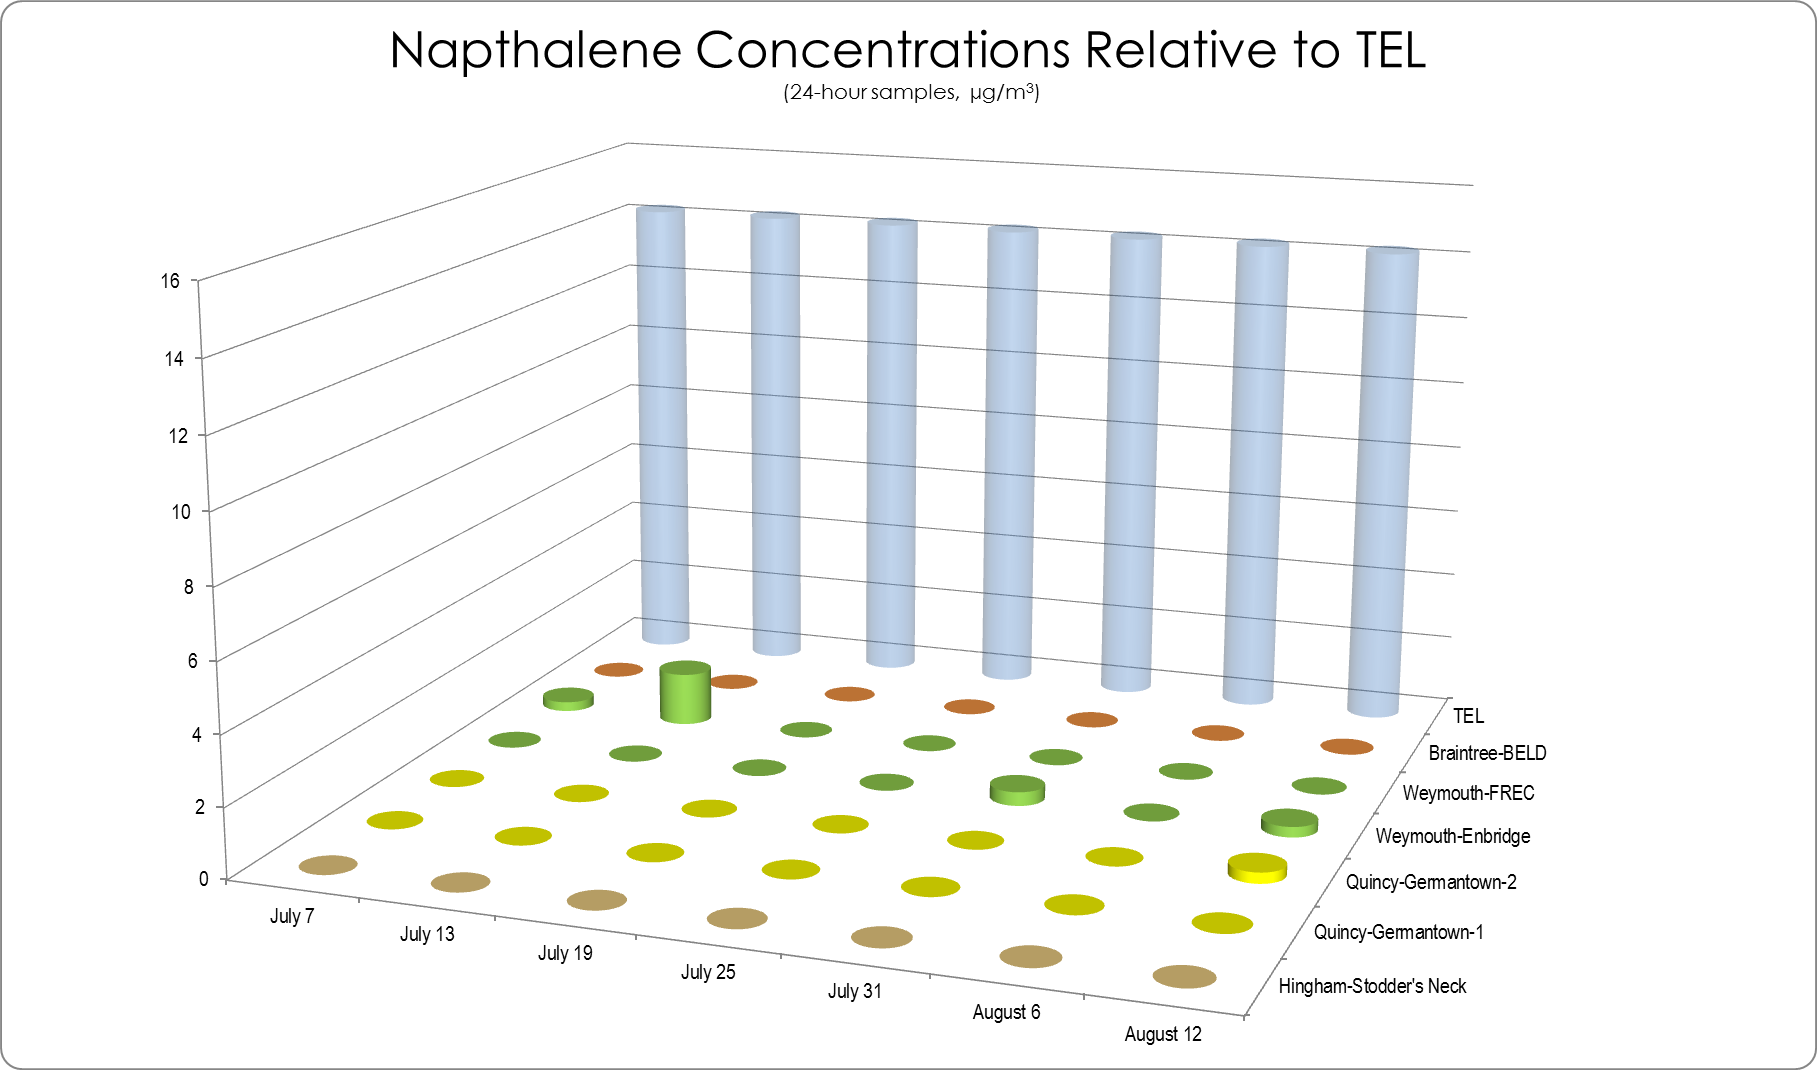 Napthalene Concentrations Relative to TEL
(24-hour samples, µg/m³)
16
14
12
10
8
6
4
2
0
July 7
July 13
July 19
July 25
July 31
August 6
August 12
TEL
Braintree-BELD
Weymouth-FREC
Weymouth-Enbridge
Quincy-Germantown-2
Quincy-Germantown-1
Hingham-Stodder's Neck